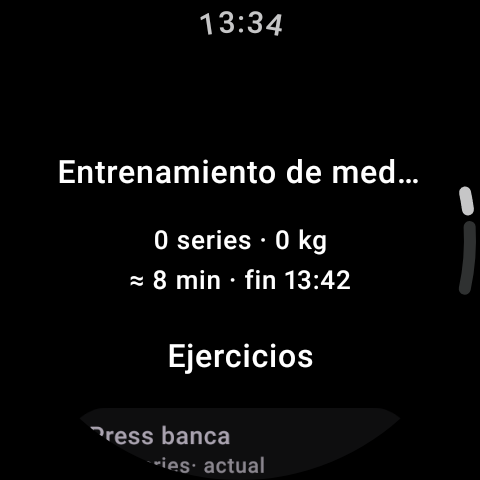 13:34
Entrenamiento de med…
0 series · 0 kg
≈ 8 min · fin 13:42
Ejercicios
Press banca
actual